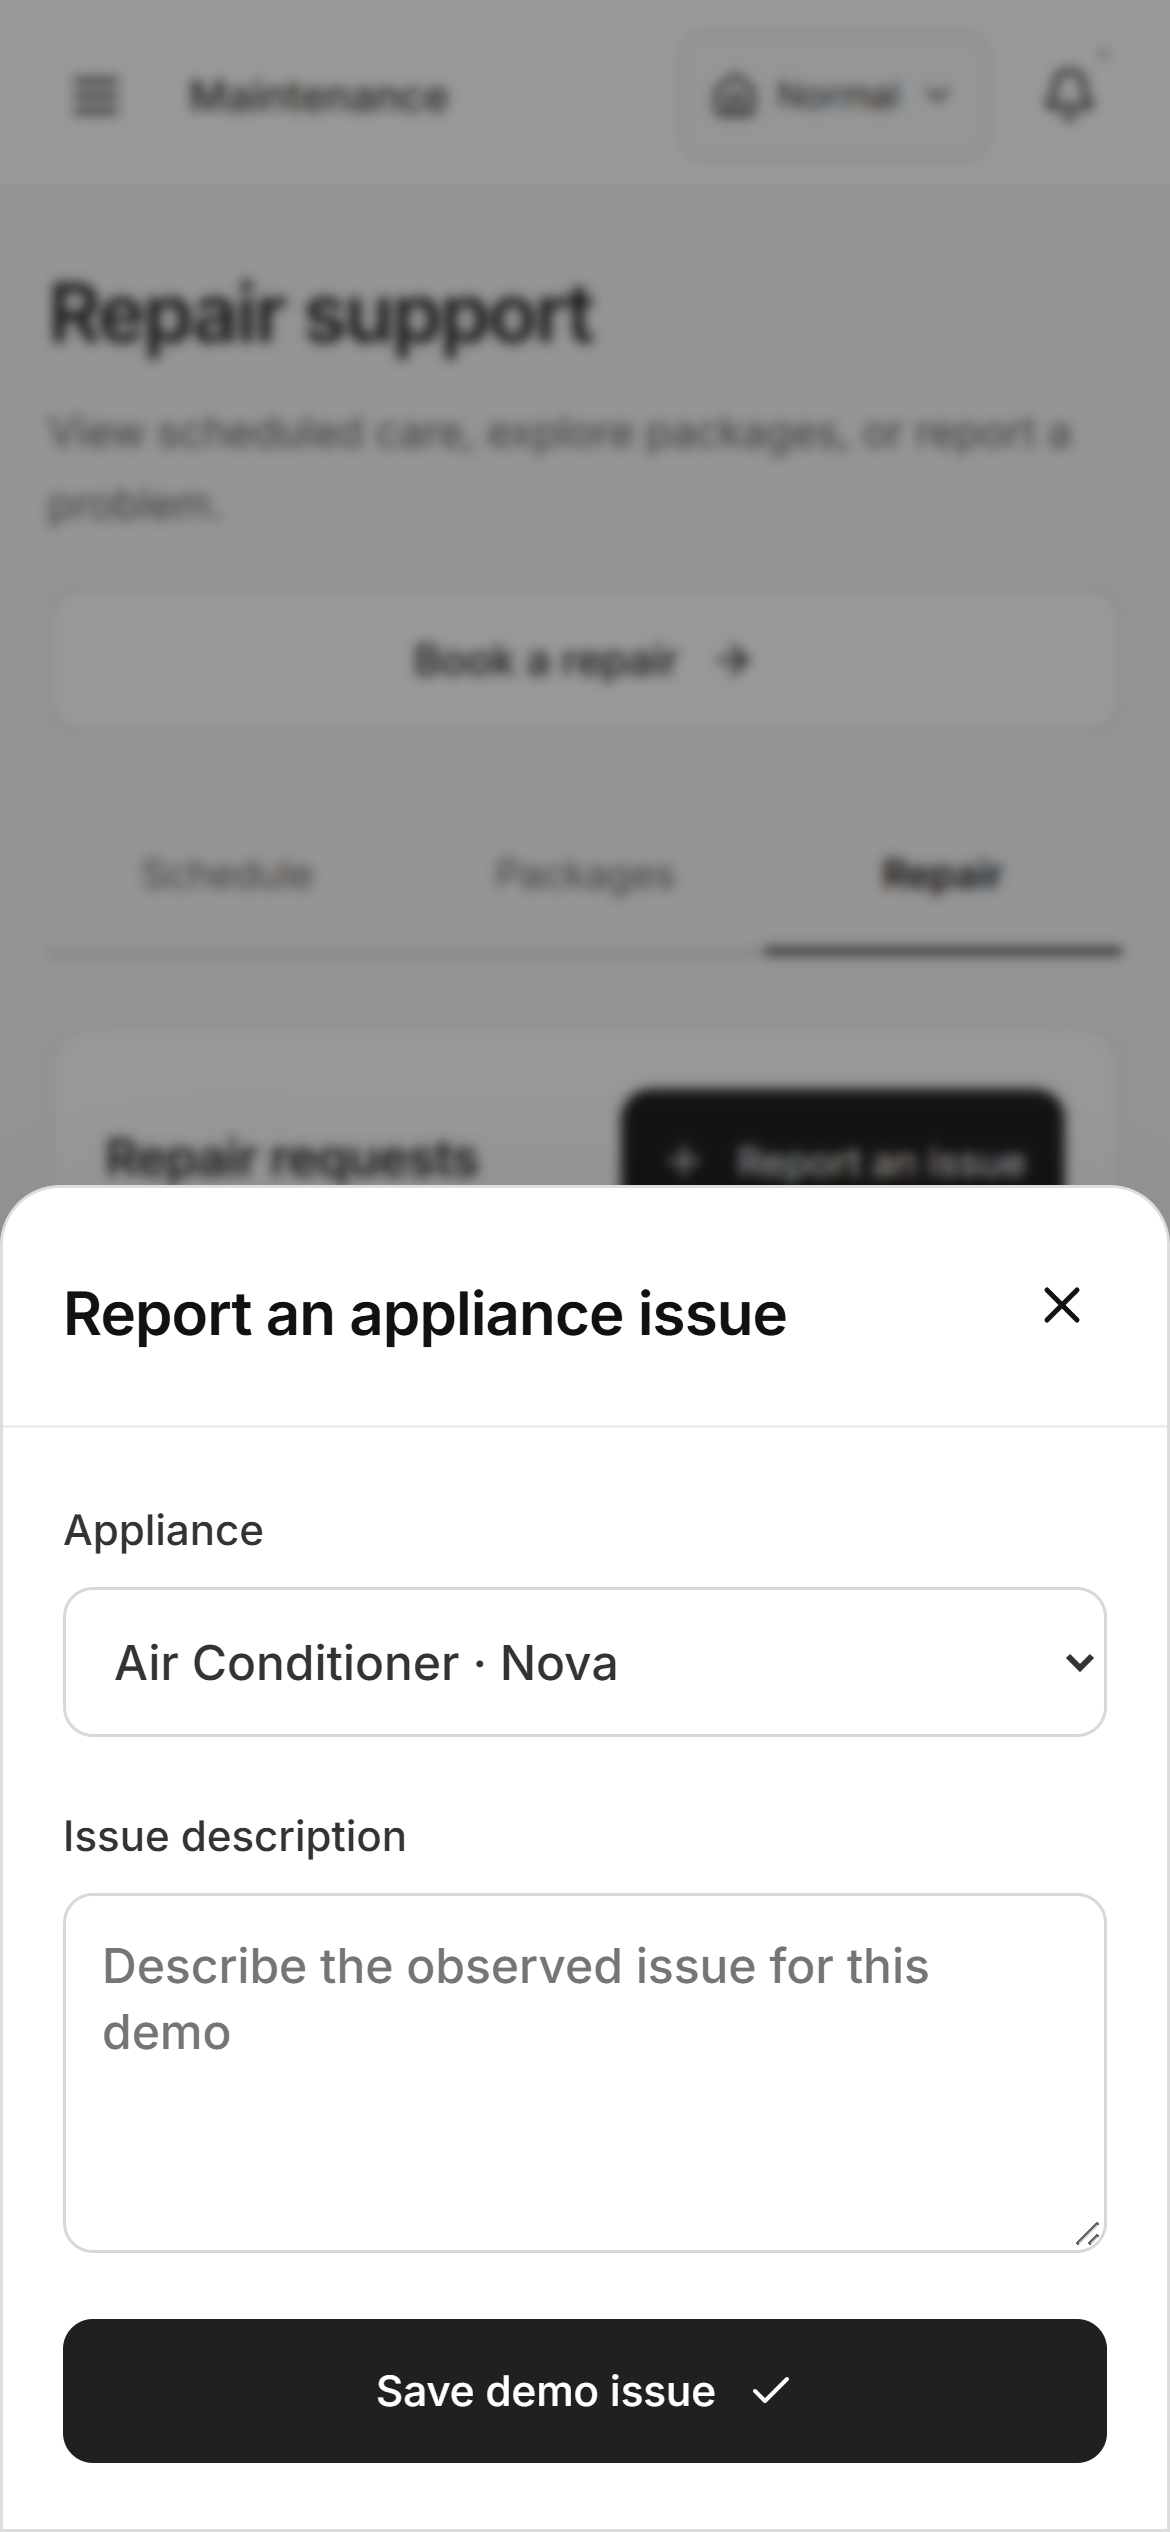 Maintenance
Normal
Repair support
View scheduled care, explore packages, or report a
problem.
Book a repair
Schedule
Packages
Repair
Repair requests
Report an issue
Report an appliance issue
Appliance
Air Conditioner · Nova
Issue description
Describe the observed issue for this
demo
Save demo issue